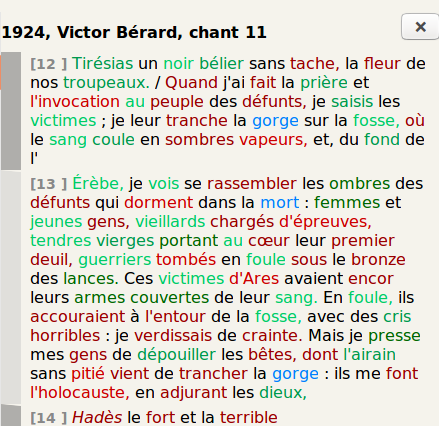 1924, Victor Bérard, chant 11
×
[12 ] Tirésias un noir bélier sans tache, la fleur de
nos troupeaux. / Quand j'ai fait la prière et
l'invocation au peuple des défunts, je saisis les
victimes ; je leur tranche la gorge sur la fosse, où
le sang coule en sombres vapeurs, et, du fond de
l'
[13 ] Érèbe, je vois se rassembler les ombres des
défunts qui dorment dans la mort : femmes et
jeunes gens, vieillards chargés d'épreuves,
tendres vierges portant au cœur leur premier
deuil, guerriers tombés en foule sous le bronze
des lances. Ces victimes d'Ares avaient encor
leurs armes couvertes de leur sang. En foule, ils
accouraient à l'entour de la fosse, avec des cris
horribles : je verdissais de crainte. Mais je presse
mes gens de dépouiller les bêtes, dont l'airain
sans pitié vient de trancher la gorge : ils me font
l'holocauste, en adjurant les dieux,
[14 ] Hadès le fort et la terrible